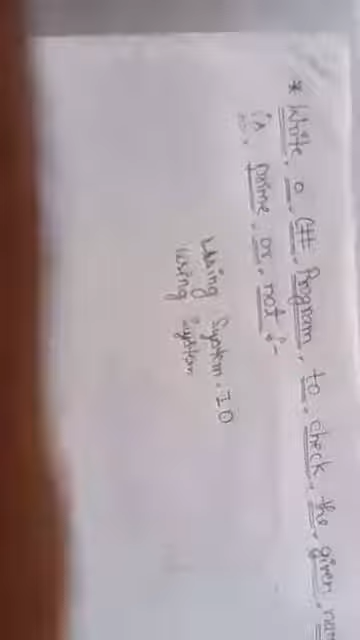 * Write a C# Program to check the given
is prime or not :-
using System.IO
using System